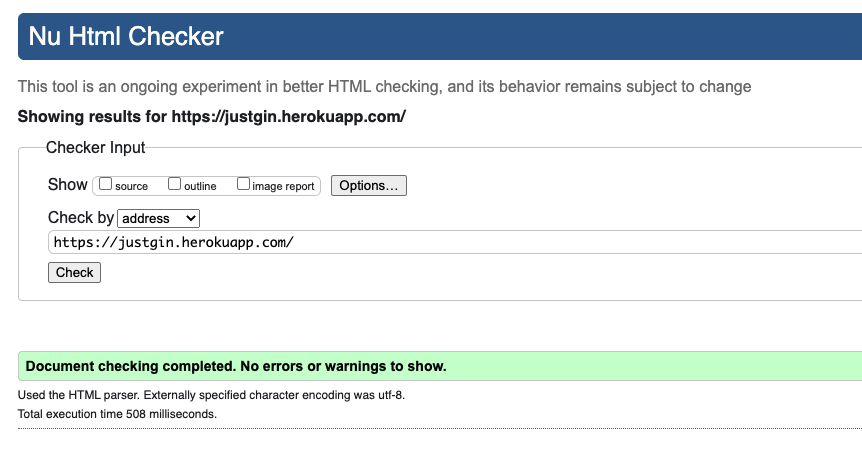 Nu Html Checker
This tool is an ongoing experiment in better HTML checking, and its behavior remains subject to change
Showing results for https://justgin.herokuapp.com/
Checker Input
Show source outline image report Options...
Check by address
https://justgin.herokuapp.com/
Check
Document checking completed. No errors or warnings to show.
Used the HTML parser. Externally specified character encoding was utf-8.
Total execution time 508 milliseconds.